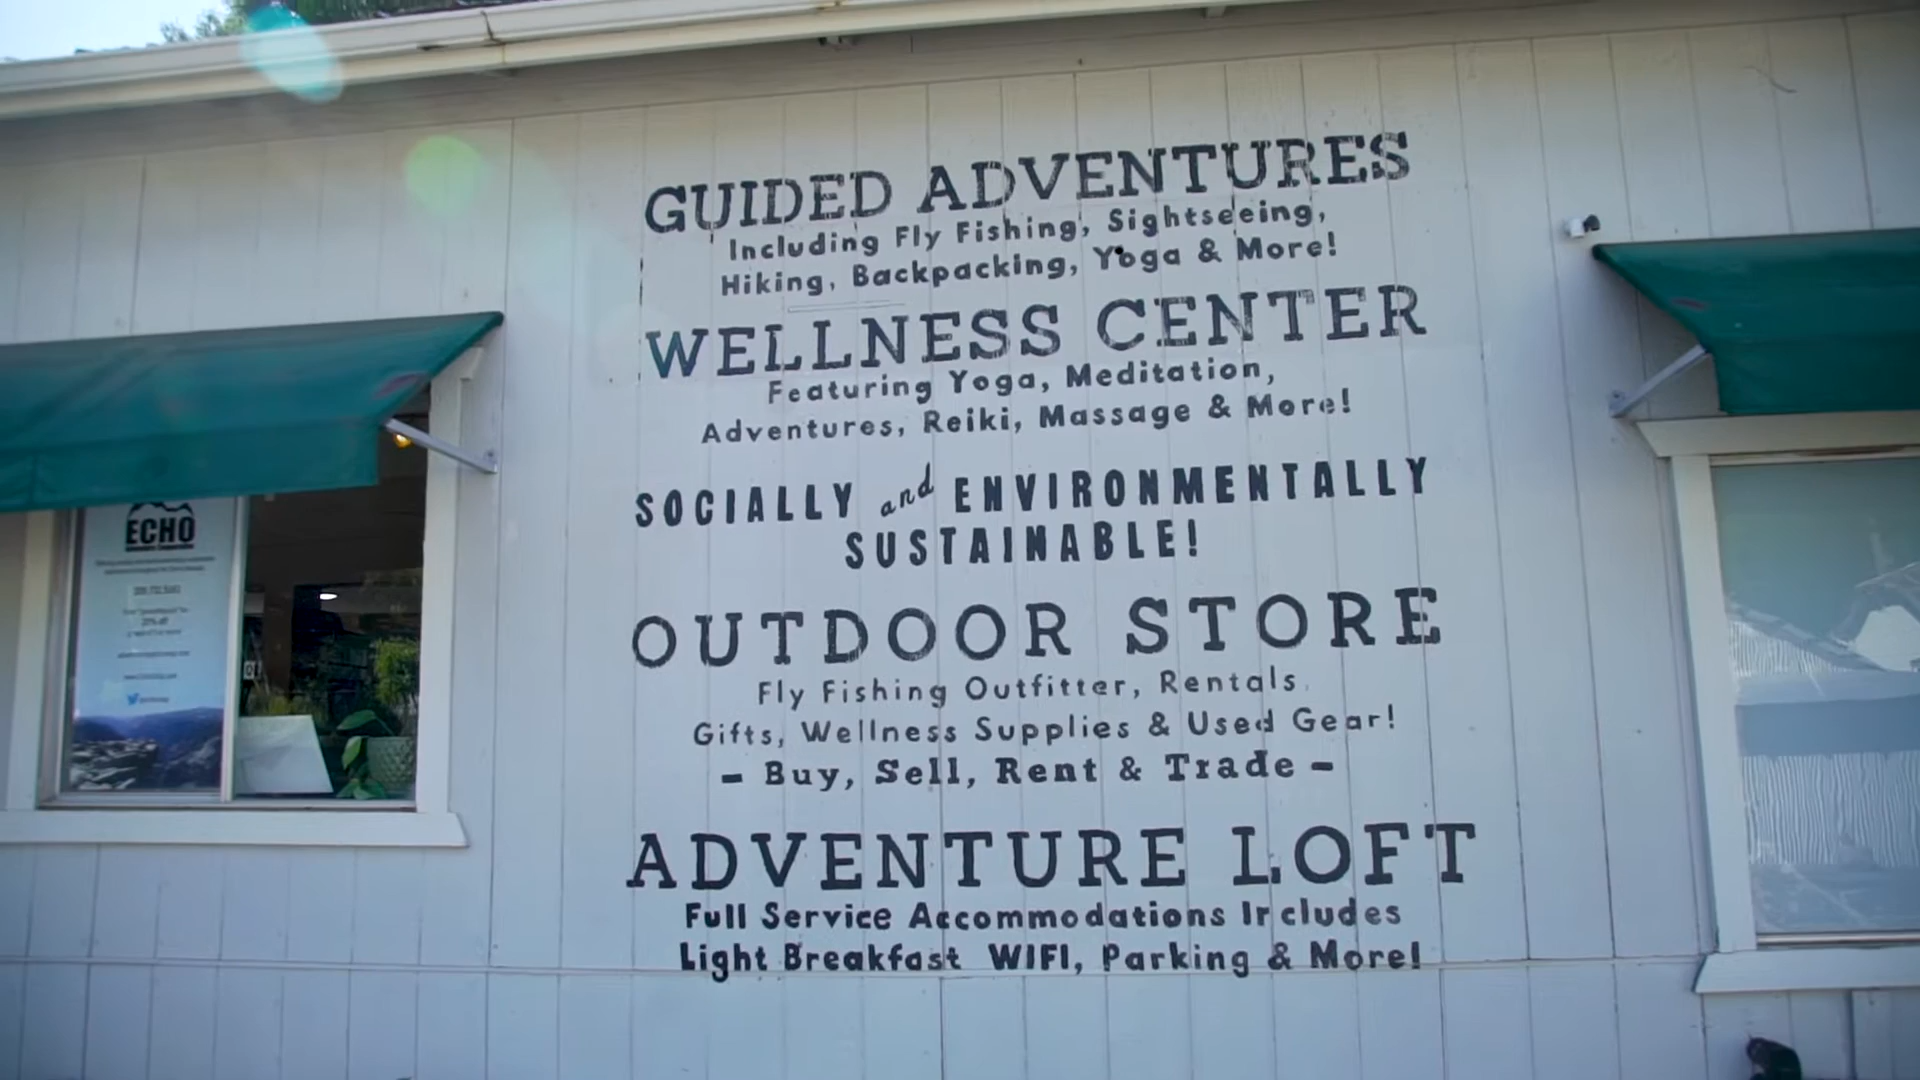 GUIDED ADVENTURES
Including Fly Fishing, Sightseeing,
Hiking, Backpacking, Yoga & More!
WELLNESS CENTER
Featuring Yoga, Meditation,
Adventures, Reiki, Massage & More!
SOCIALLY and ENVIRONMENTALLY
SUSTAINABLE!
OUTDOOR STORE
Fly Fishing Outfitter, Rentals
Gifts, Wellness Supplies & Used Gear!
- Buy, Sell, Rent & Trade -
ADVENTURE LOFT
Full Service Accommodations Includes
Light Breakfast WIFI, Parking & More!
ECHO